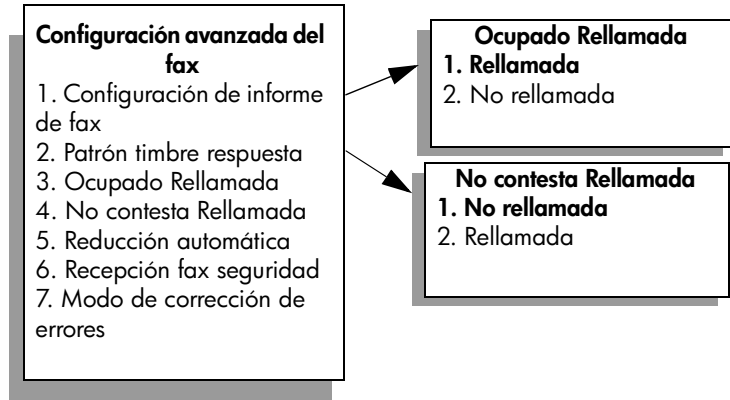 Configuración avanzada del
fax
1. Configuración de informe
de fax
2. Patrón timbre respuesta
3. Ocupado Rellamada
4. No contesta Rellamada
5. Reducción automática
6. Recepción fax seguridad
7. Modo de corrección de
errores
Ocupado Rellamada
1. Rellamada
2. No rellamada
No contesta Rellamada
1. No rellamada
2. Rellamada